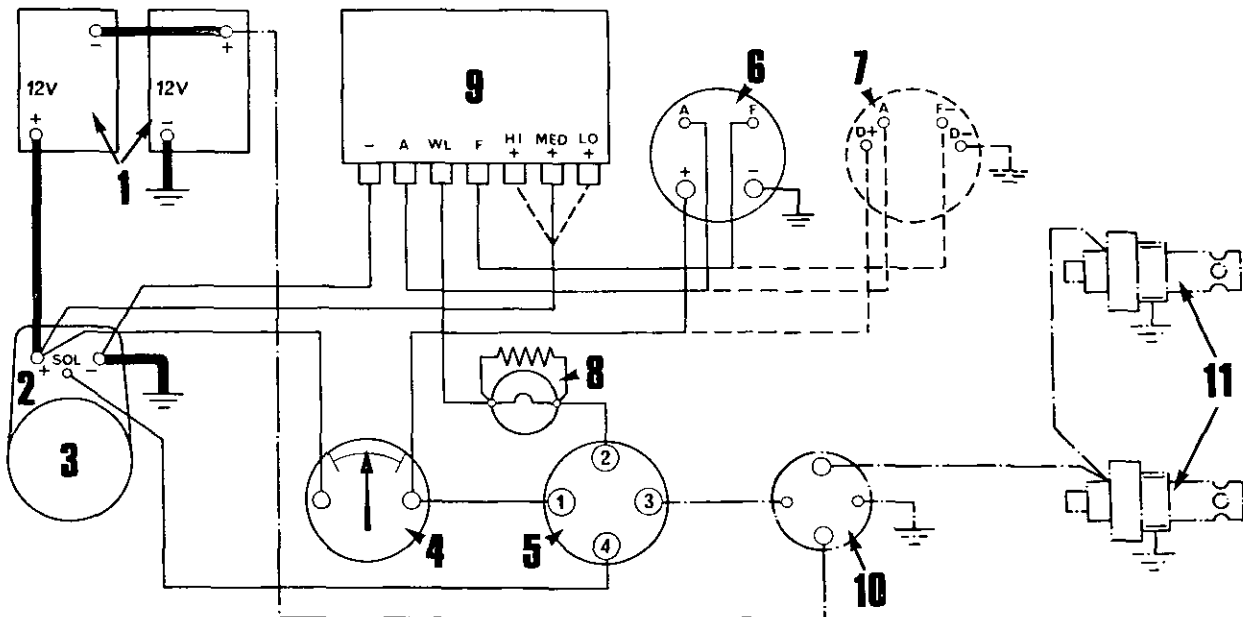 - +
12V 12V
+ -
1
9
- A WL F HI MED LO
+ + +
6
A F
+ -
7
A F-
D+ D-
2
+ SOL -
3
8
4
5
1 2 3 4
10
11